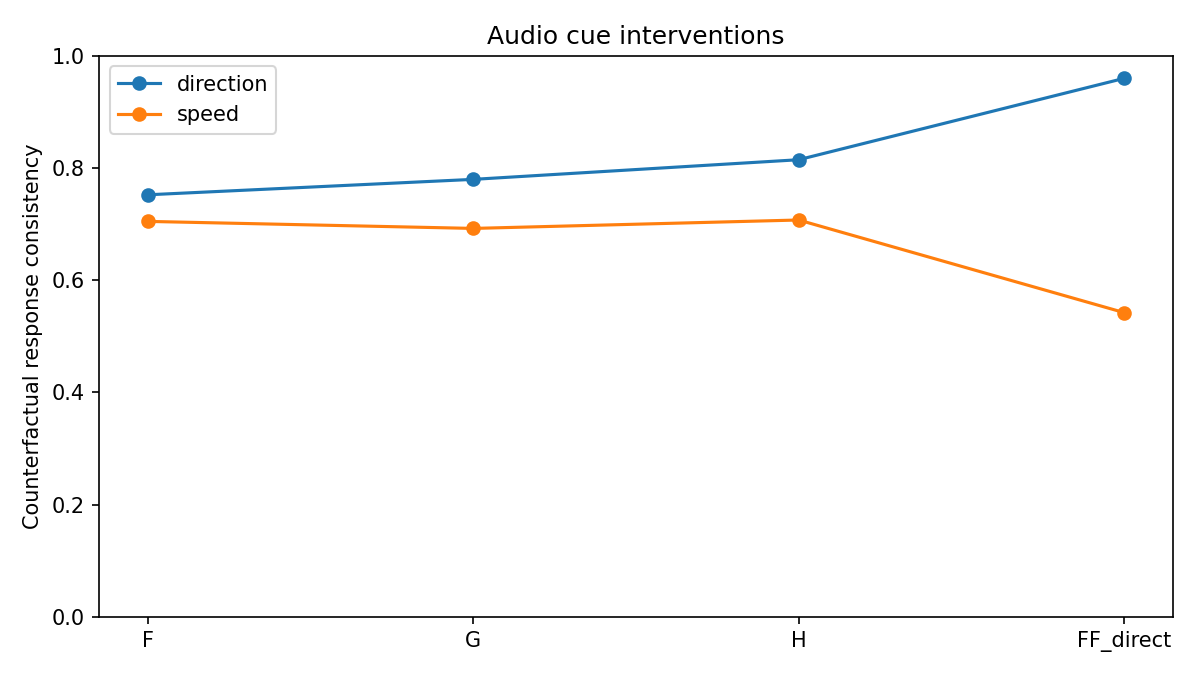 Audio cue interventions
direction
speed
Counterfactual response consistency
1.0
0.8
0.6
0.4
0.2
0.0
F G H FF_direct